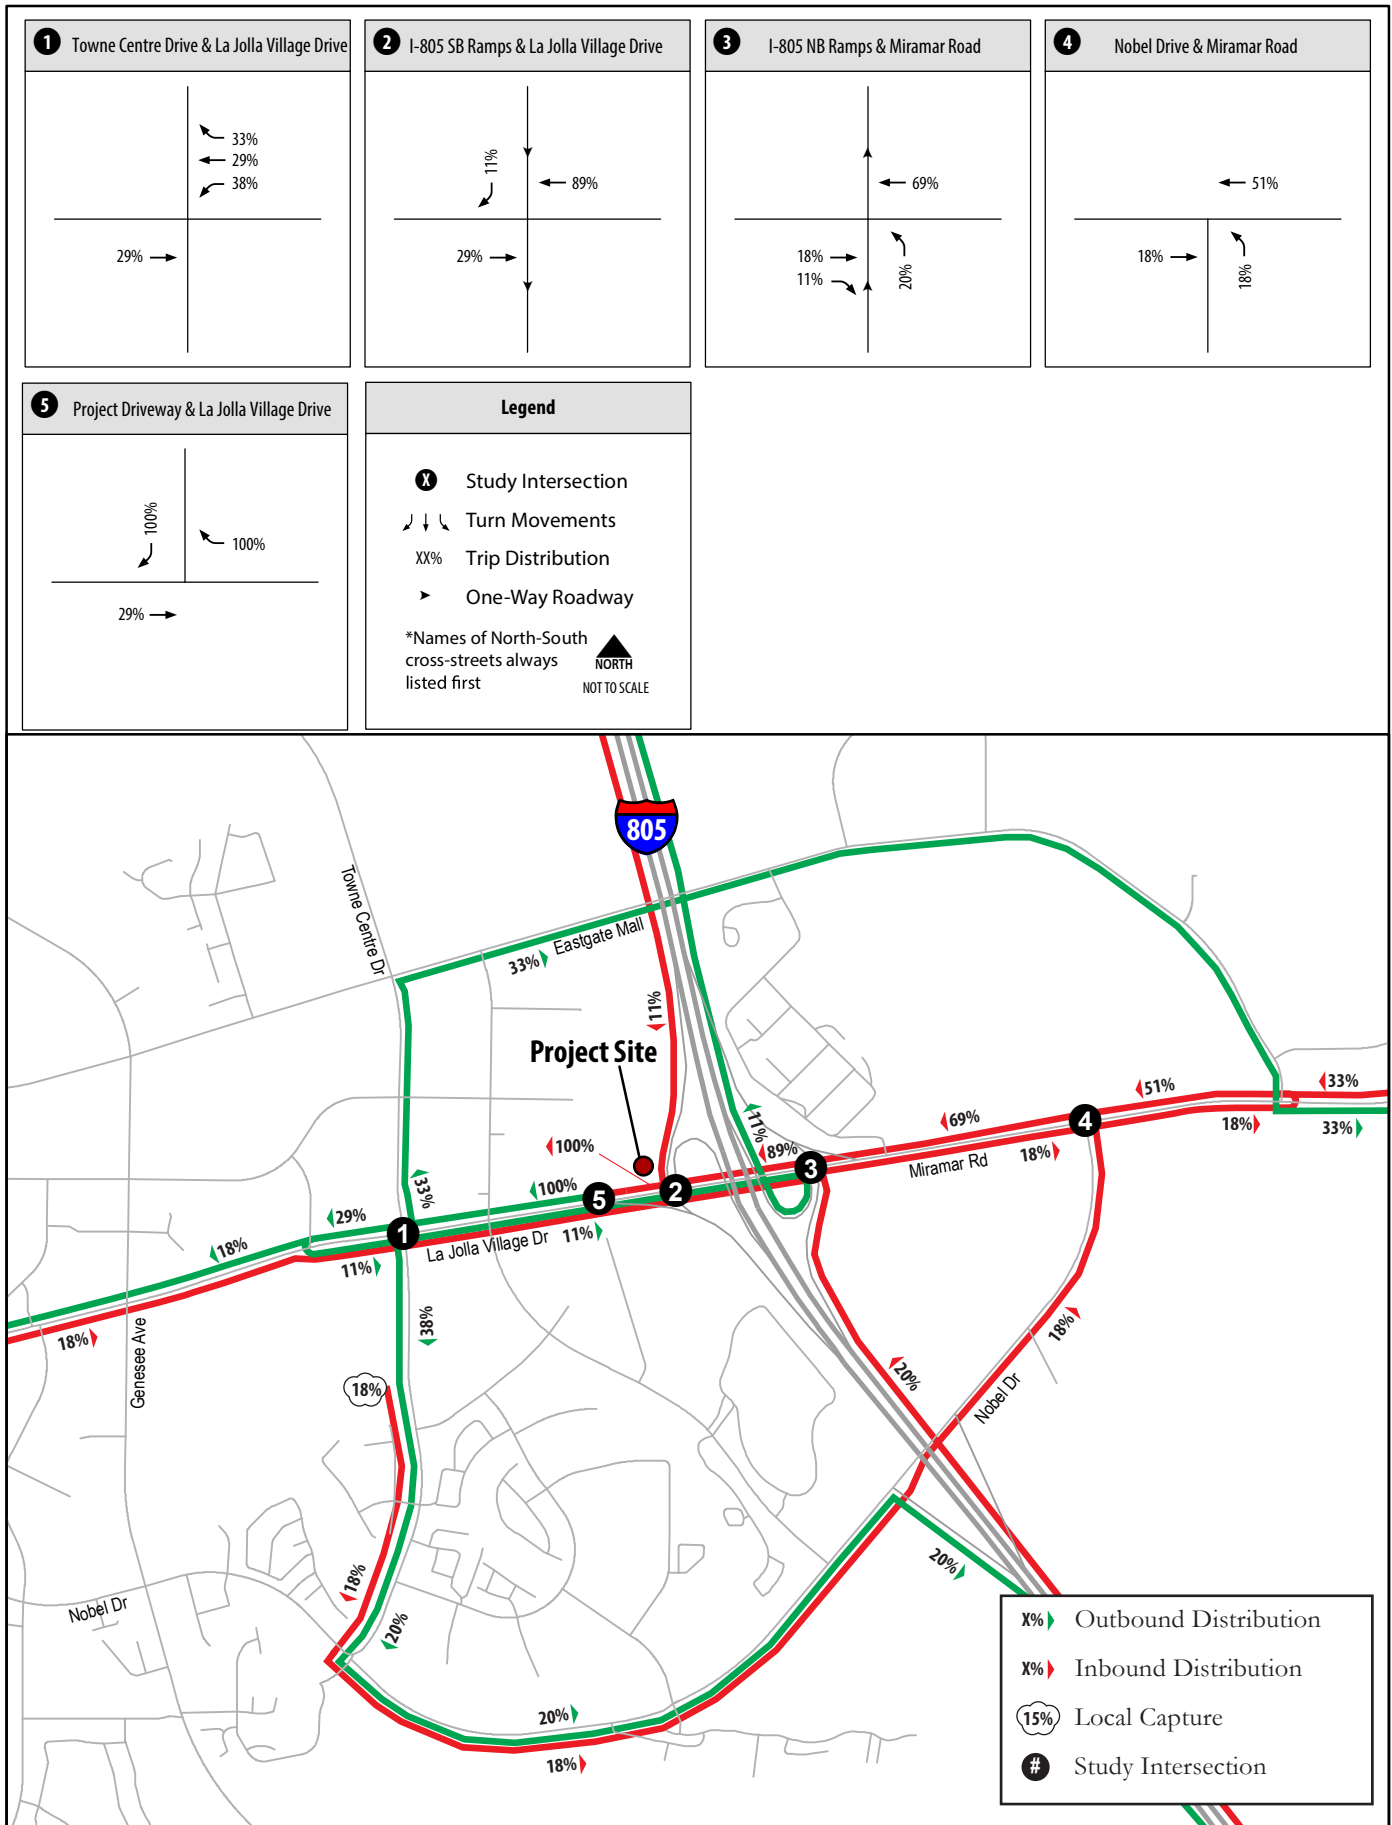 1 Towne Centre Drive & La Jolla Village Drive
33%
29%
38%
29%
2 I-805 SB Ramps & La Jolla Village Drive
11%
89%
29%
3 I-805 NB Ramps & Miramar Road
69%
18%
11%
20%
4 Nobel Drive & Miramar Road
51%
18%
18%
5 Project Driveway & La Jolla Village Drive
100%
100%
29%
Legend
X Study Intersection
Turn Movements
XX% Trip Distribution
One-Way Roadway
*Names of North-South
cross-streets always
listed first
NORTH
NOT TO SCALE
805
Towne Centre Dr
Eastgate Mall
33%
11%
Project Site
51%
33%
69%
11%
4
18%
33%
100%
89%
3
Miramar Rd
18%
100%
33%
5
2
29%
1
La Jolla Village Dr
11%
18%
11%
18%
Genesee Ave
38%
18%
18%
20%
Nobel Dr
20%
18%
Nobel Dr
20%
20%
18%
X% Outbound Distribution
X% Inbound Distribution
15% Local Capture
# Study Intersection